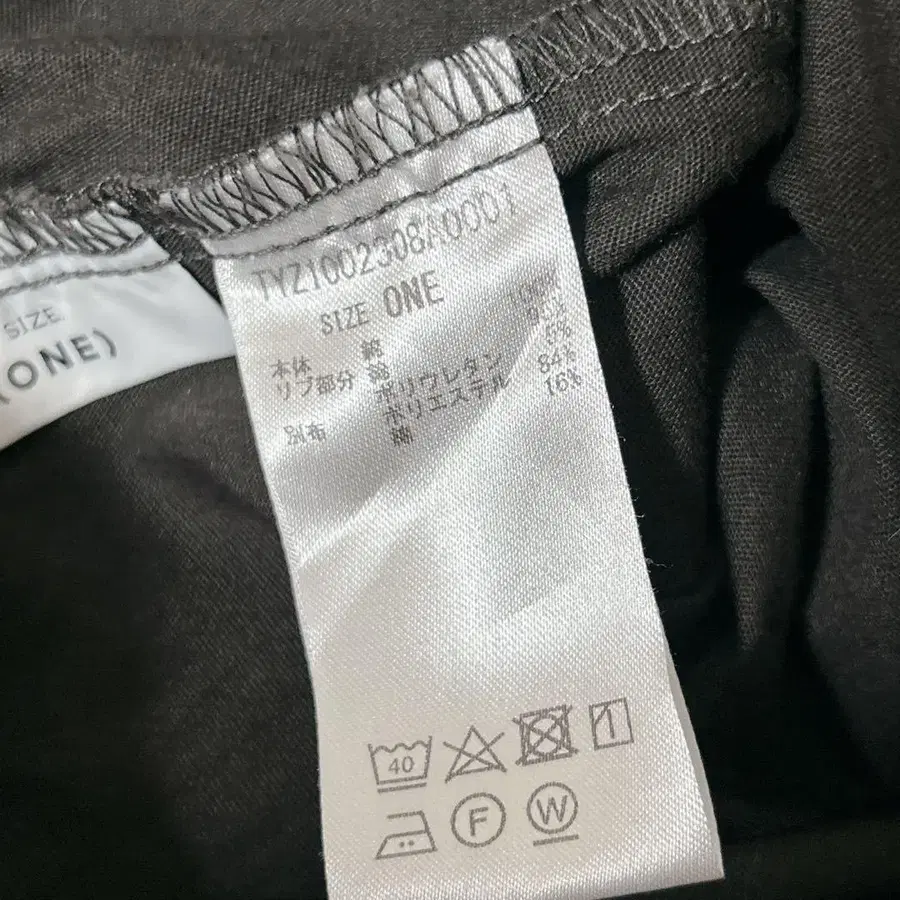 TYZ1002308A0001
SIZE ONE
本体 綿 100%
リブ部分 綿 95%
ポリウレタン 5%
別布 ポリエステル 84%
綿 16%
40
F
W
SIZE
(ONE)